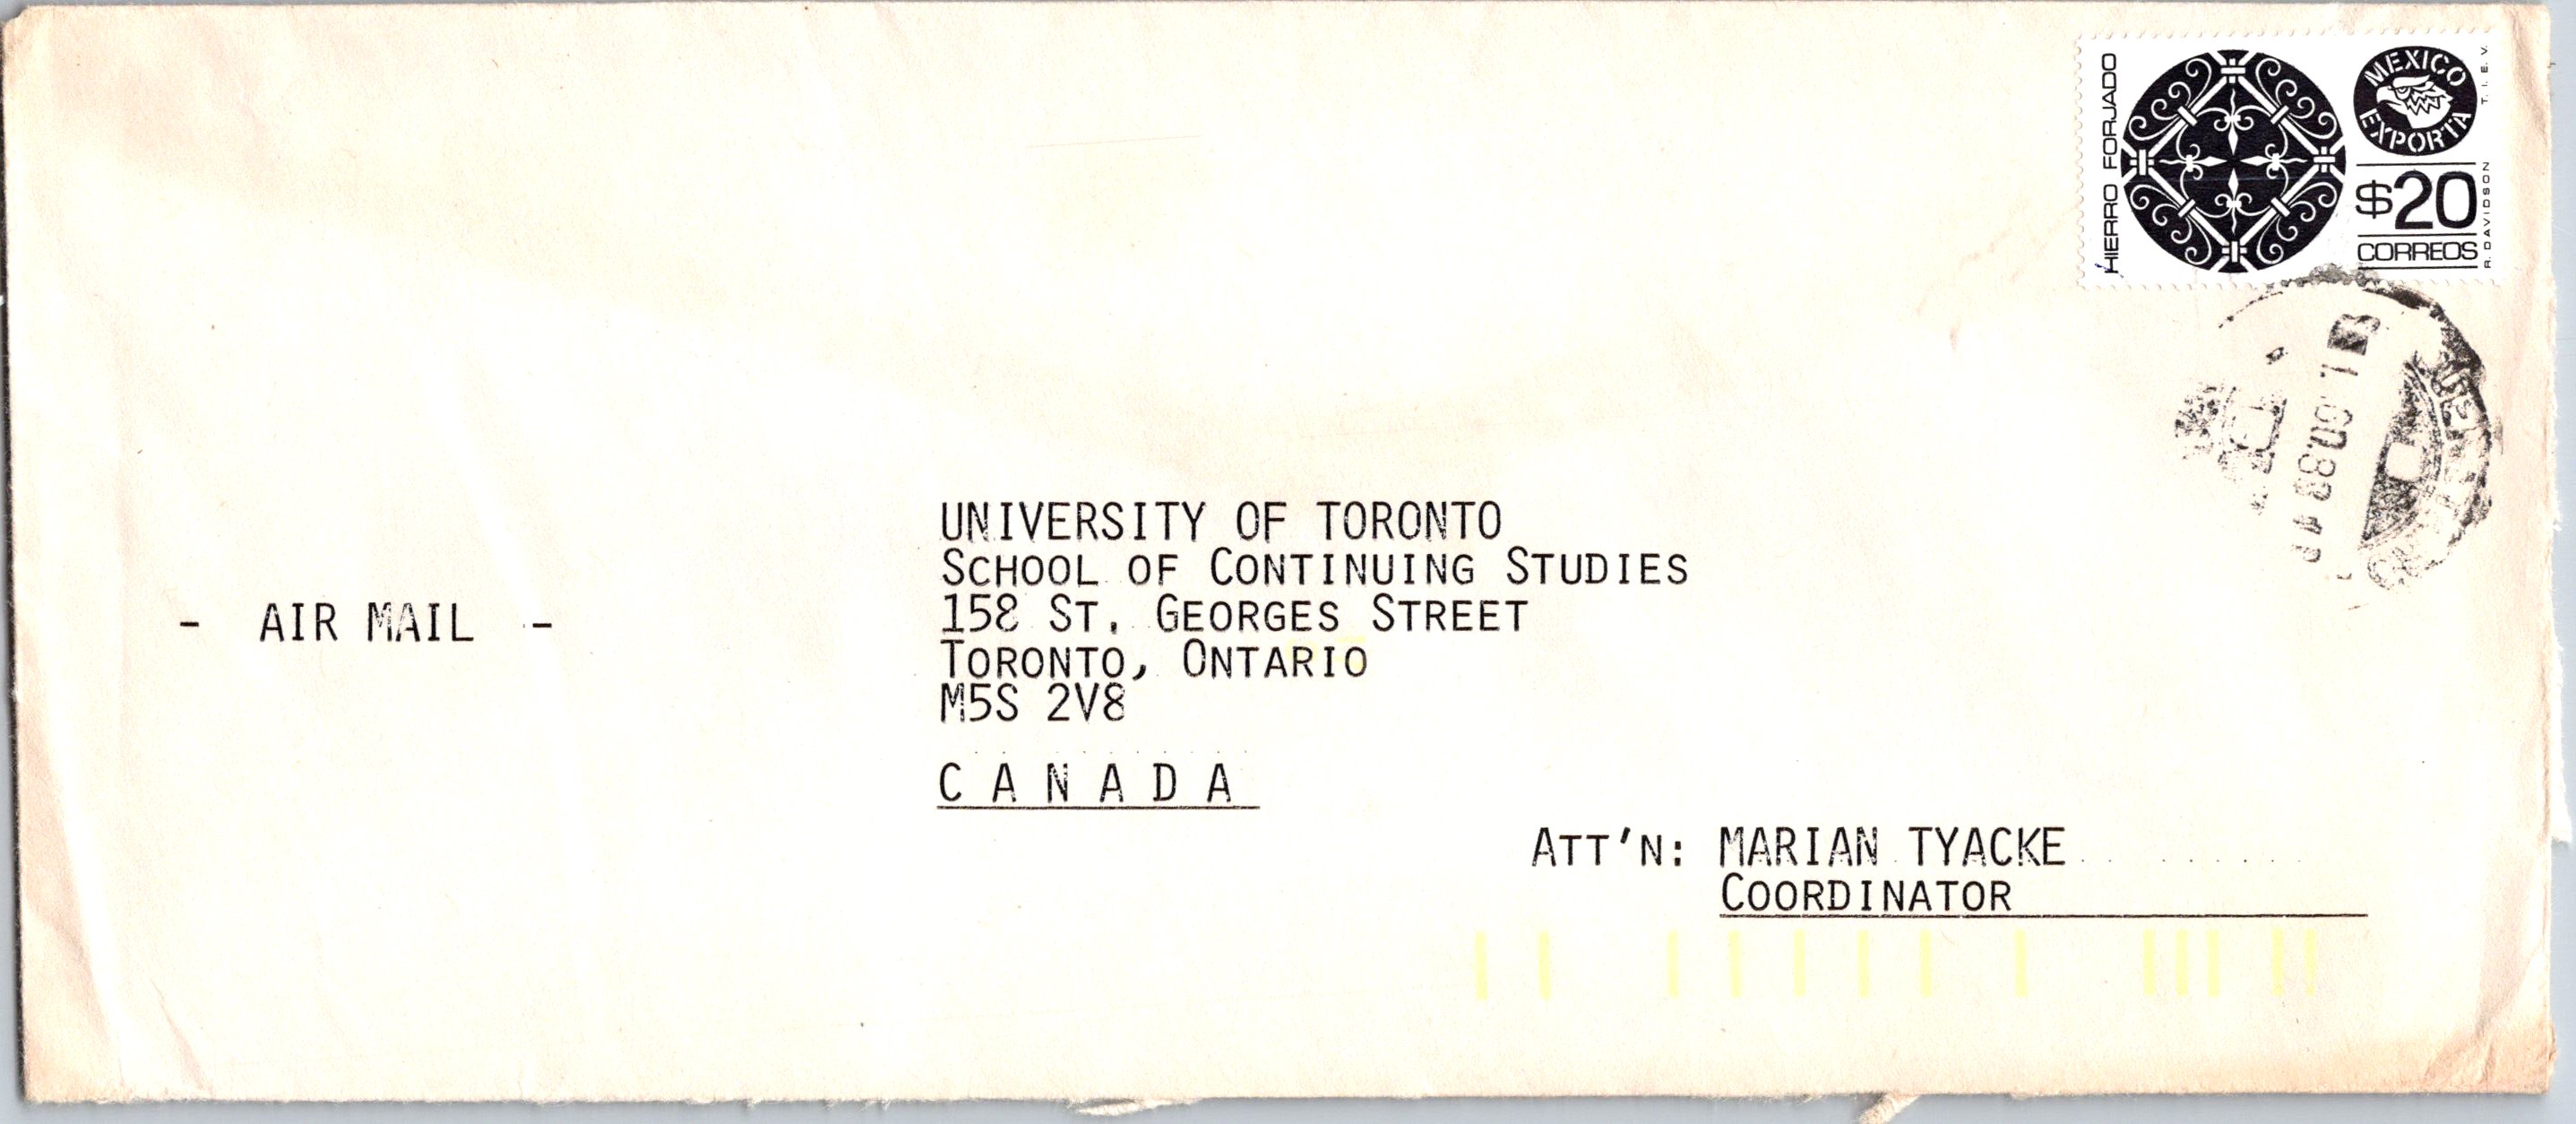 HIERRO FORJADO
MEXICO
EXPORTA
T. I. E. V.
$20
CORREOS
R. DAVIDSON
- AIR MAIL -
UNIVERSITY OF TORONTO
SCHOOL OF CONTINUING STUDIES
158 ST. GEORGES STREET
TORONTO, ONTARIO
M5S 2V8
CANADA
ATT'N: MARIAN TYACKE
COORDINATOR